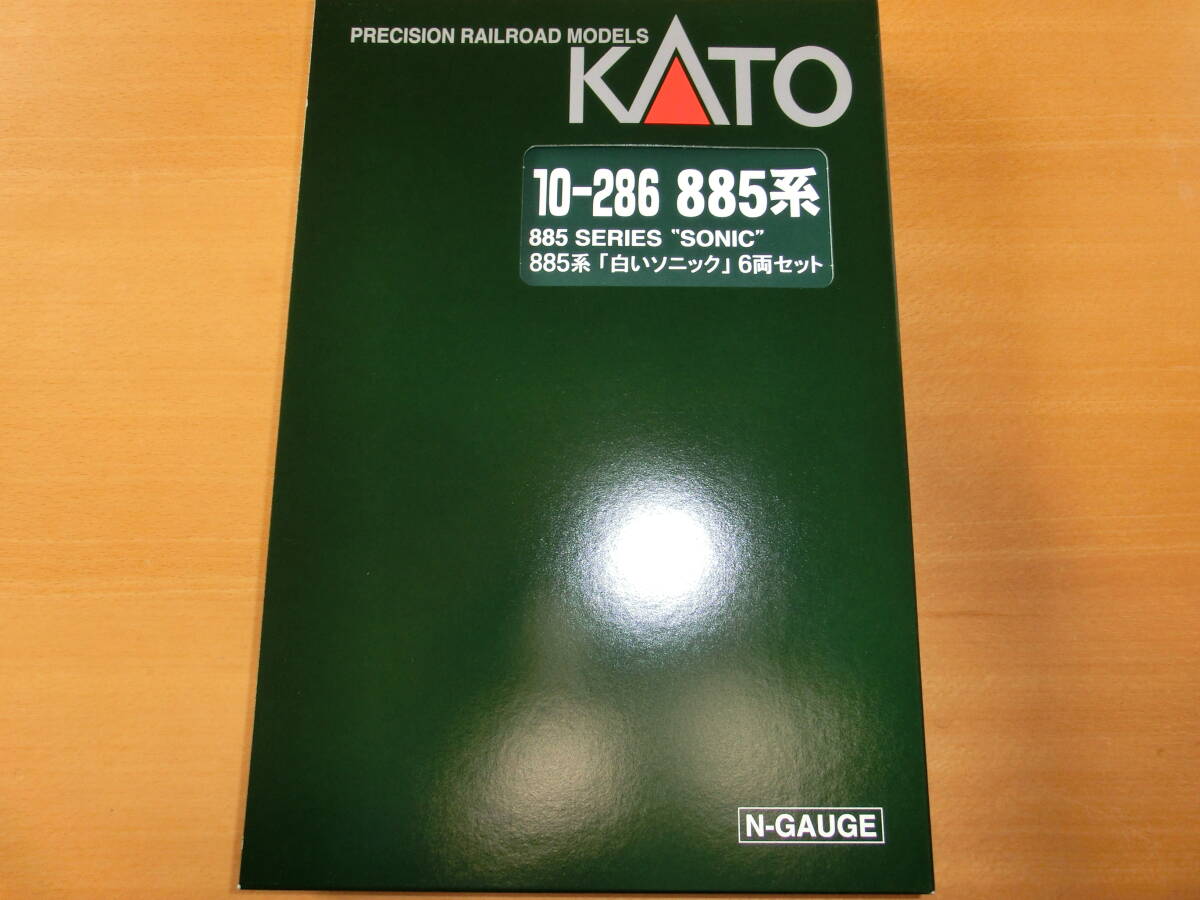 PRECISION RAILROAD MODELS
KATO
10-286 885系
885 SERIES "SONIC"
885系「白いソニック」6両セット
N-GAUGE